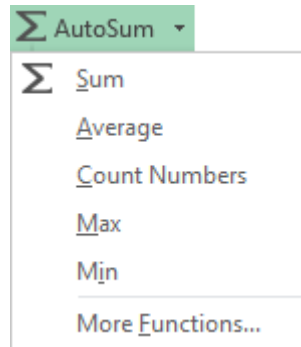 Σ AutoSum
Σ Sum
Average
Count Numbers
Max
Min
More Functions...